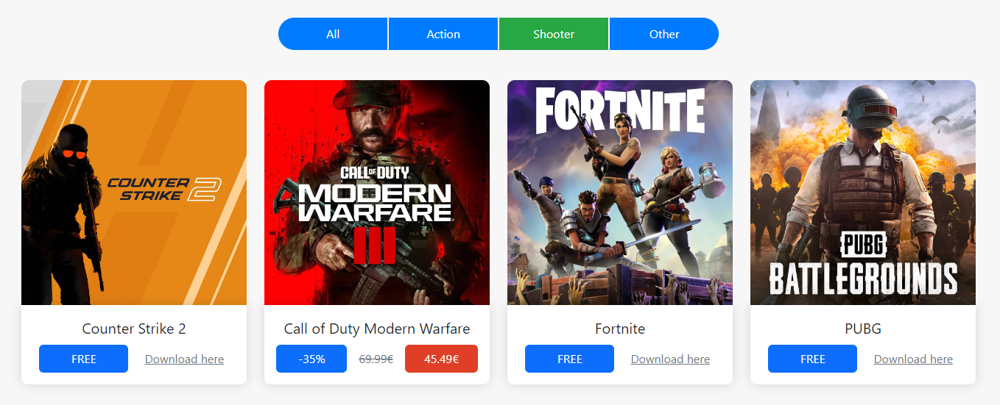 All
Action
Shooter
Other
COUNTER
STRIKE 2
CALL OF DUTY
MODERN
WARFARE
III
FORTNITE
PUBG
BATTLEGROUNDS
Counter Strike 2
FREE
Download here
Call of Duty Modern Warfare
-35%
69.99€
45.49€
Fortnite
FREE
Download here
PUBG
FREE
Download here